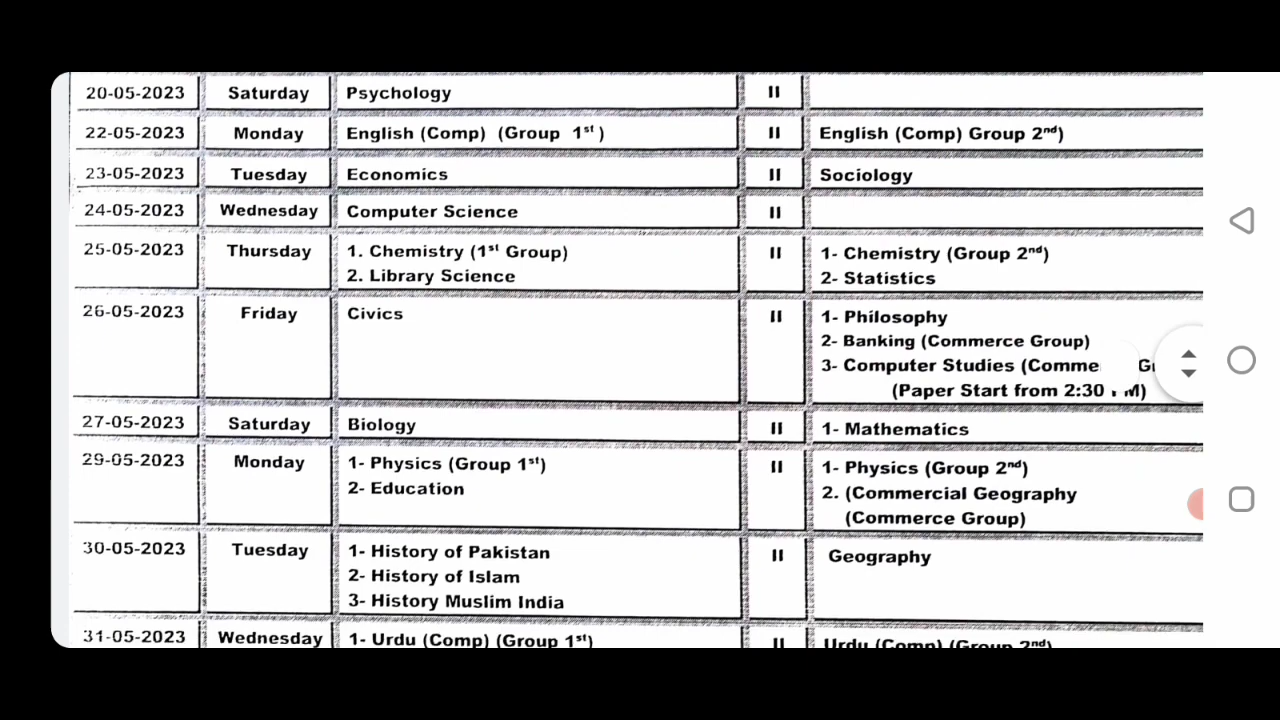 20-05-2023 Saturday Psychology II
22-05-2023 Monday English (Comp) (Group 1st ) II English (Comp) Group 2nd)
23-05-2023 Tuesday Economics II Sociology
24-05-2023 Wednesday Computer Science II
25-05-2023 Thursday 1. Chemistry (1st Group) II 1- Chemistry (Group 2nd)
2. Library Science 2- Statistics
26-05-2023 Friday Civics II 1- Philosophy
2- Banking (Commerce Group)
3- Computer Studies (Comme
(Paper Start from 2:30
27-05-2023 Saturday Biology II 1- Mathematics
29-05-2023 Monday 1- Physics (Group 1st) II 1- Physics (Group 2nd)
2- Education 2. (Commercial Geography
(Commerce Group)
30-05-2023 Tuesday 1- History of Pakistan II Geography
2- History of Islam
3- History Muslim India
31-05-2023 Wednesday 1- Urdu (Comp) (Group 1st) II Urdu (Comp) (Group 2nd)